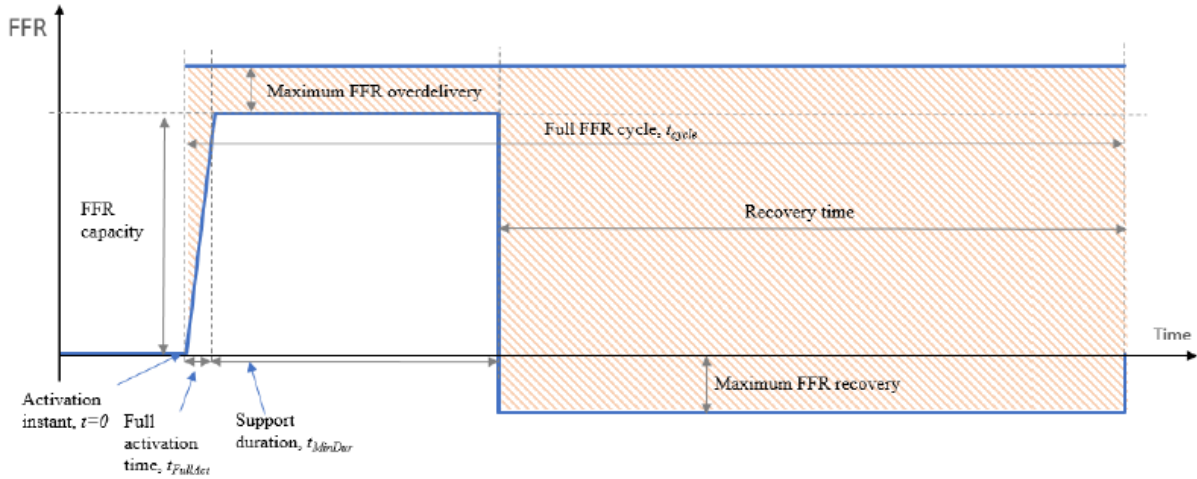 FFR
Maximum FFR overdelivery
Full FFR cycle, tcycle
FFR
capacity
Recovery time
Time
Maximum FFR recovery
Activation
instant, t=0
Full
activation
time, tFullAct
Support
duration, tMinDur